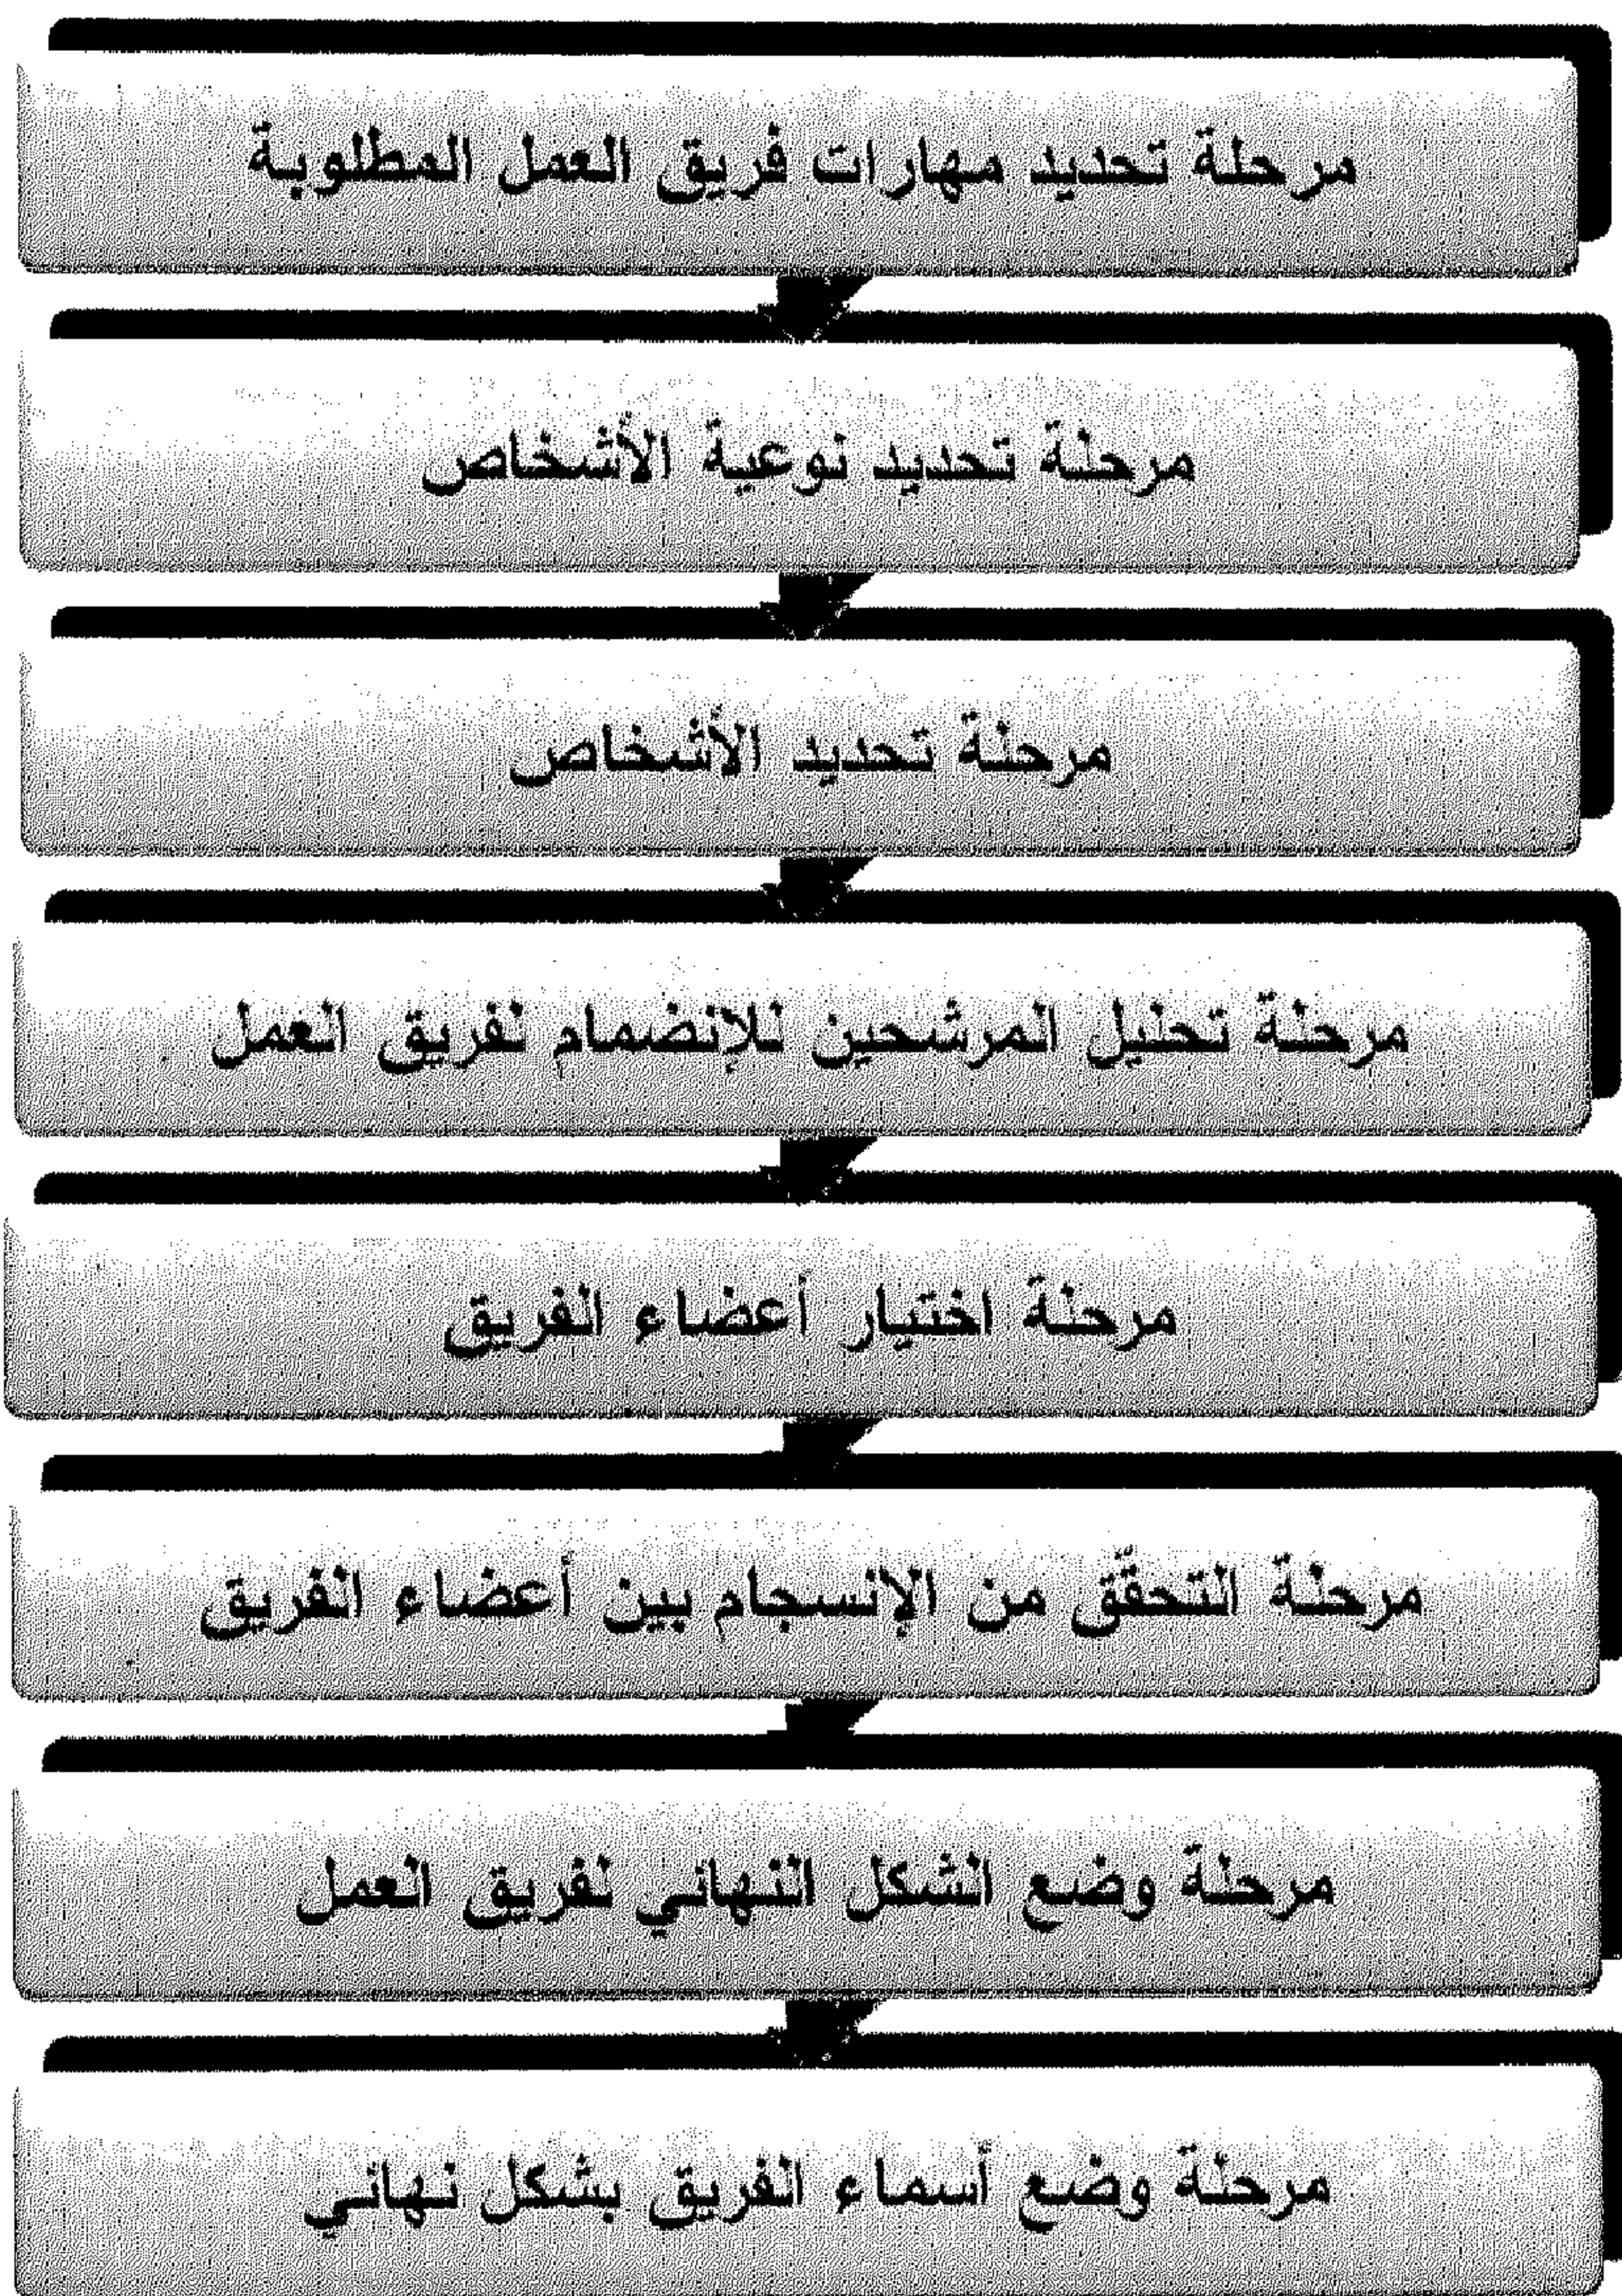 مرحلة تحديد مهارات فريق العمل المطلوبة
مرحلة تحديد نوعية الأشخاص
مرحلة تحديد الأشخاص
مرحلة تحليل المرشحين للإنضمام لفريق العمل
مرحلة اختيار أعضاء الفريق
مرحلة التحقّق من الإنسجام بين أعضاء الفريق
مرحلة وضع الشكل النهائي لفريق العمل
مرحلة وضع أسماء الفريق بشكل نهائي